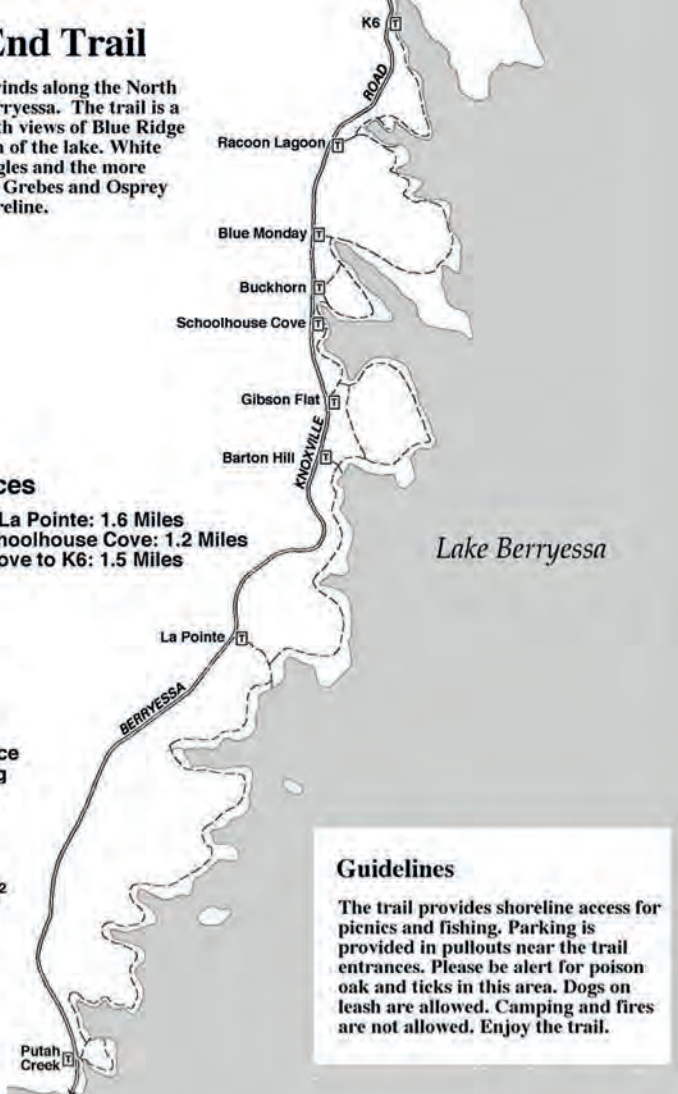 End Trail
winds along the North
rryessa. The trail is a
th views of Blue Ridge
n of the lake. White
gles and the more
Grebes and Osprey
reline.
K6 T
ROAD
Racoon Lagoon T
Blue Monday T
Buckhorn T
Schoolhouse Cove T
Gibson Flat T
KNOXVILLE
Barton Hill T
ces
La Pointe: 1.6 Miles
hoolhouse Cove: 1.2 Miles
ove to K6: 1.5 Miles
Lake Berryessa
La Pointe T
BERRYESSA
ce
g
2
Guidelines
The trail provides shoreline access for
picnics and fishing. Parking is
provided in pullouts near the trail
entrances. Please be alert for poison
oak and ticks in this area. Dogs on
leash are allowed. Camping and fires
are not allowed. Enjoy the trail.
Putah
Creek T